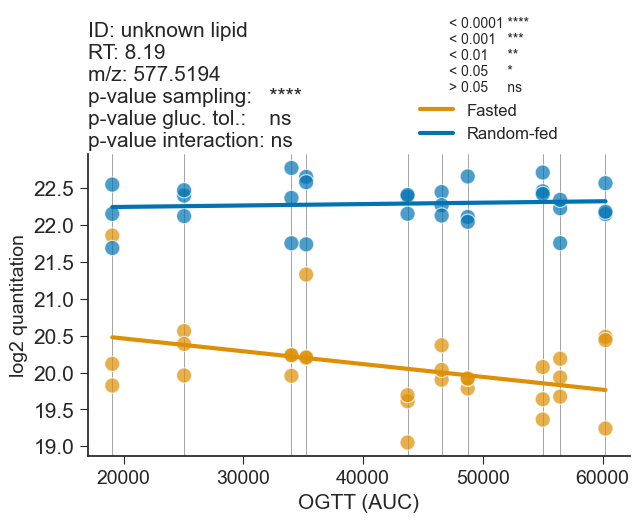 ID: unknown lipid
RT: 8.19
m/z: 577.5194
p-value sampling: ****
p-value gluc. tol.: ns
p-value interaction: ns
< 0.0001 ****
< 0.001 ***
< 0.01 **
< 0.05 *
> 0.05 ns
Fasted
Random-fed
22.5
22.0
21.5
21.0
20.5
20.0
19.5
19.0
log2 quantitation
20000 30000 40000 50000 60000
OGTT (AUC)